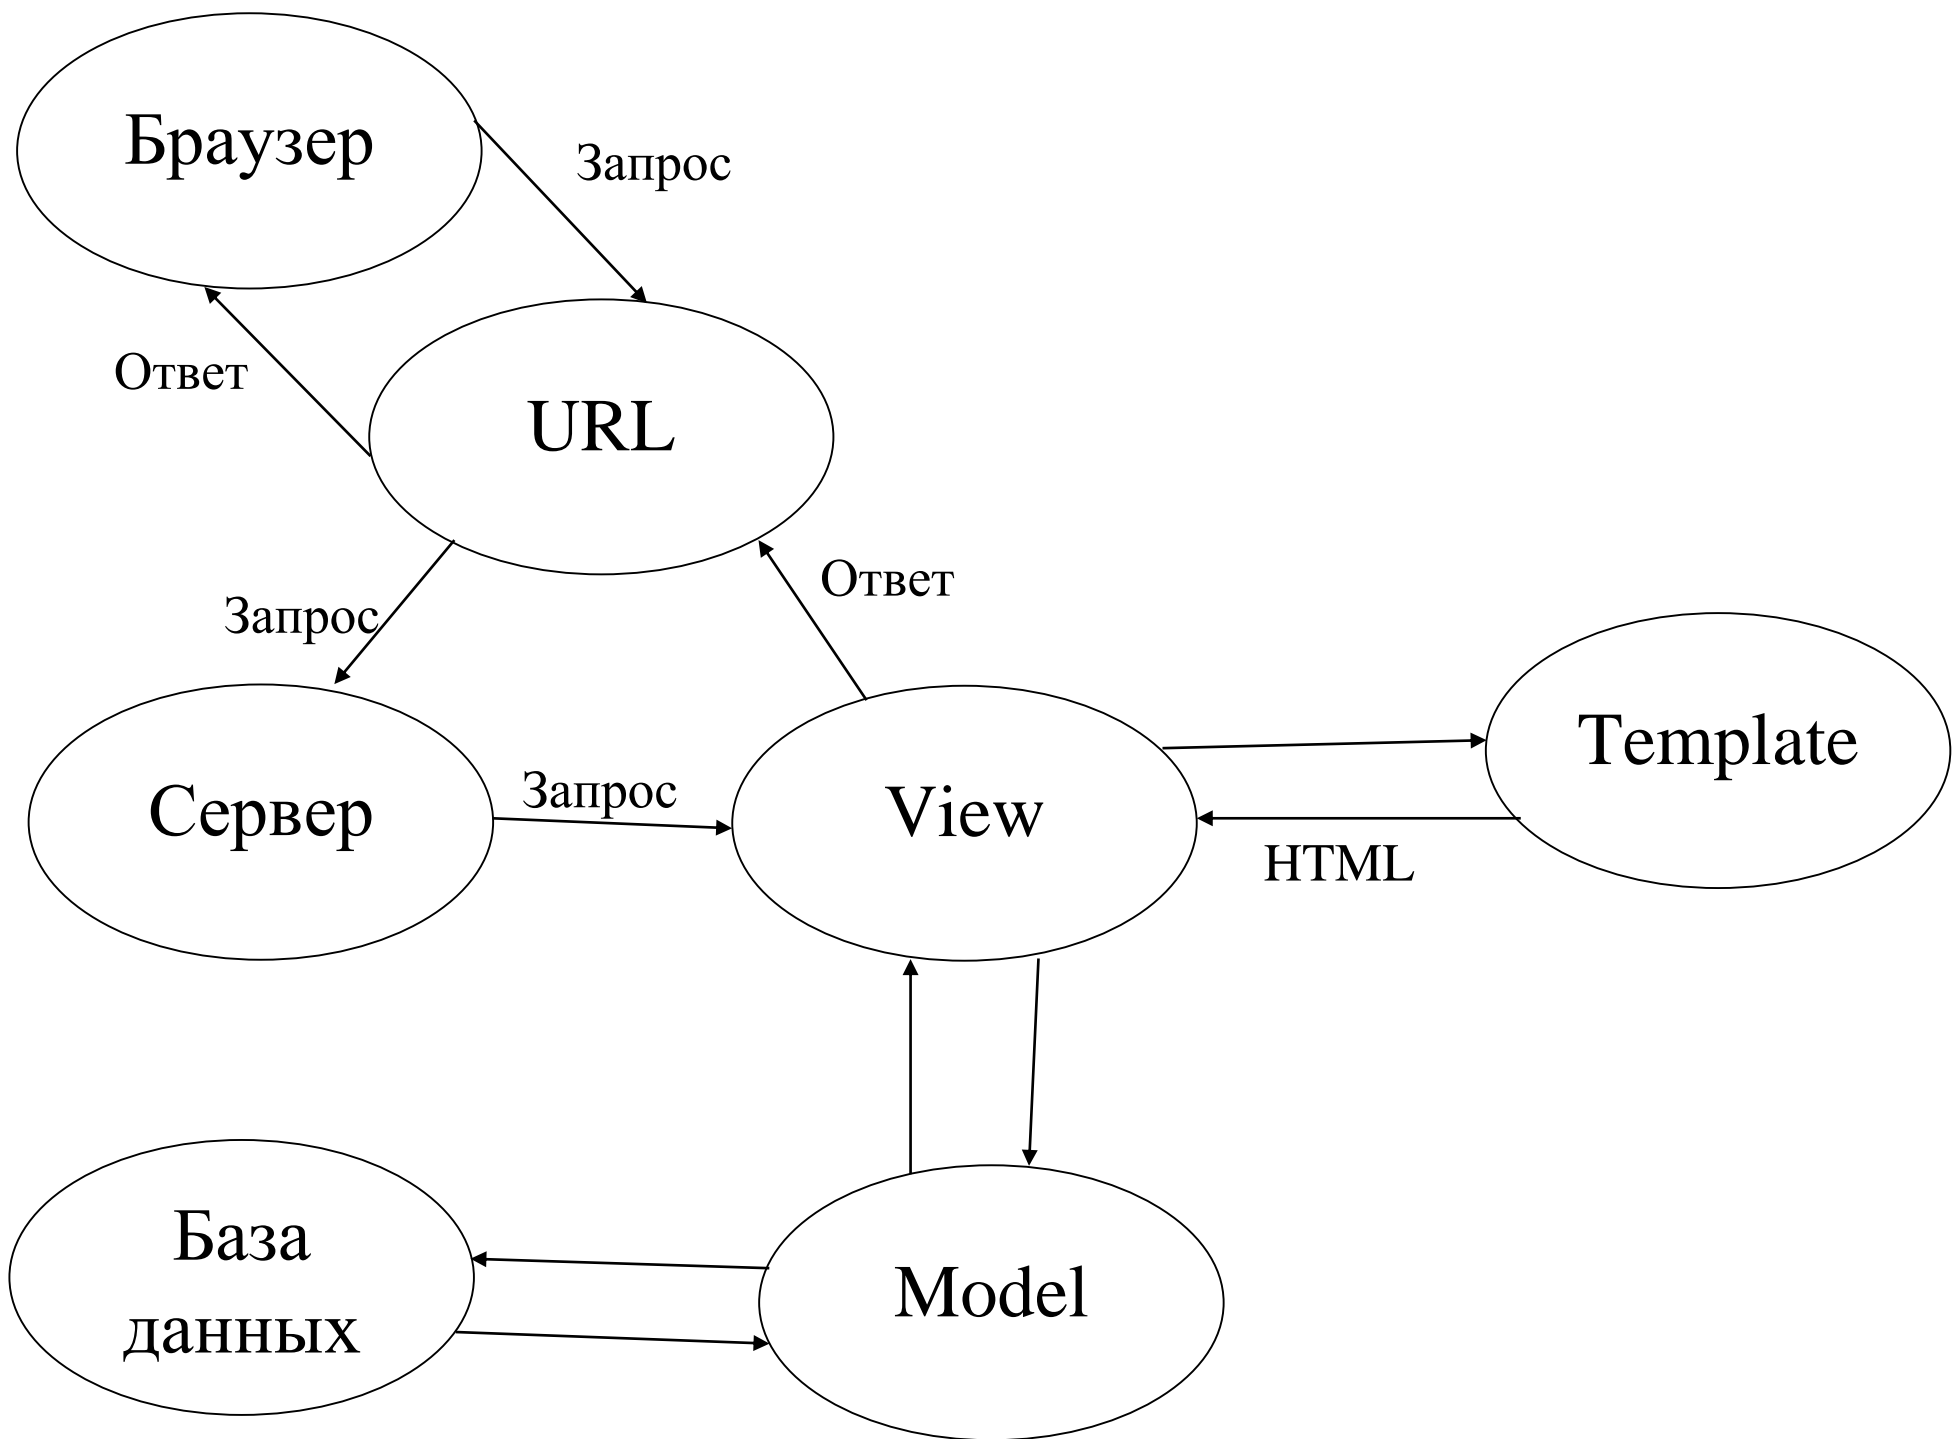 Браузер
Запрос
Ответ
URL
Ответ
Запрос
Template
Запрос
Сервер
View
HTML
База
данных
Model